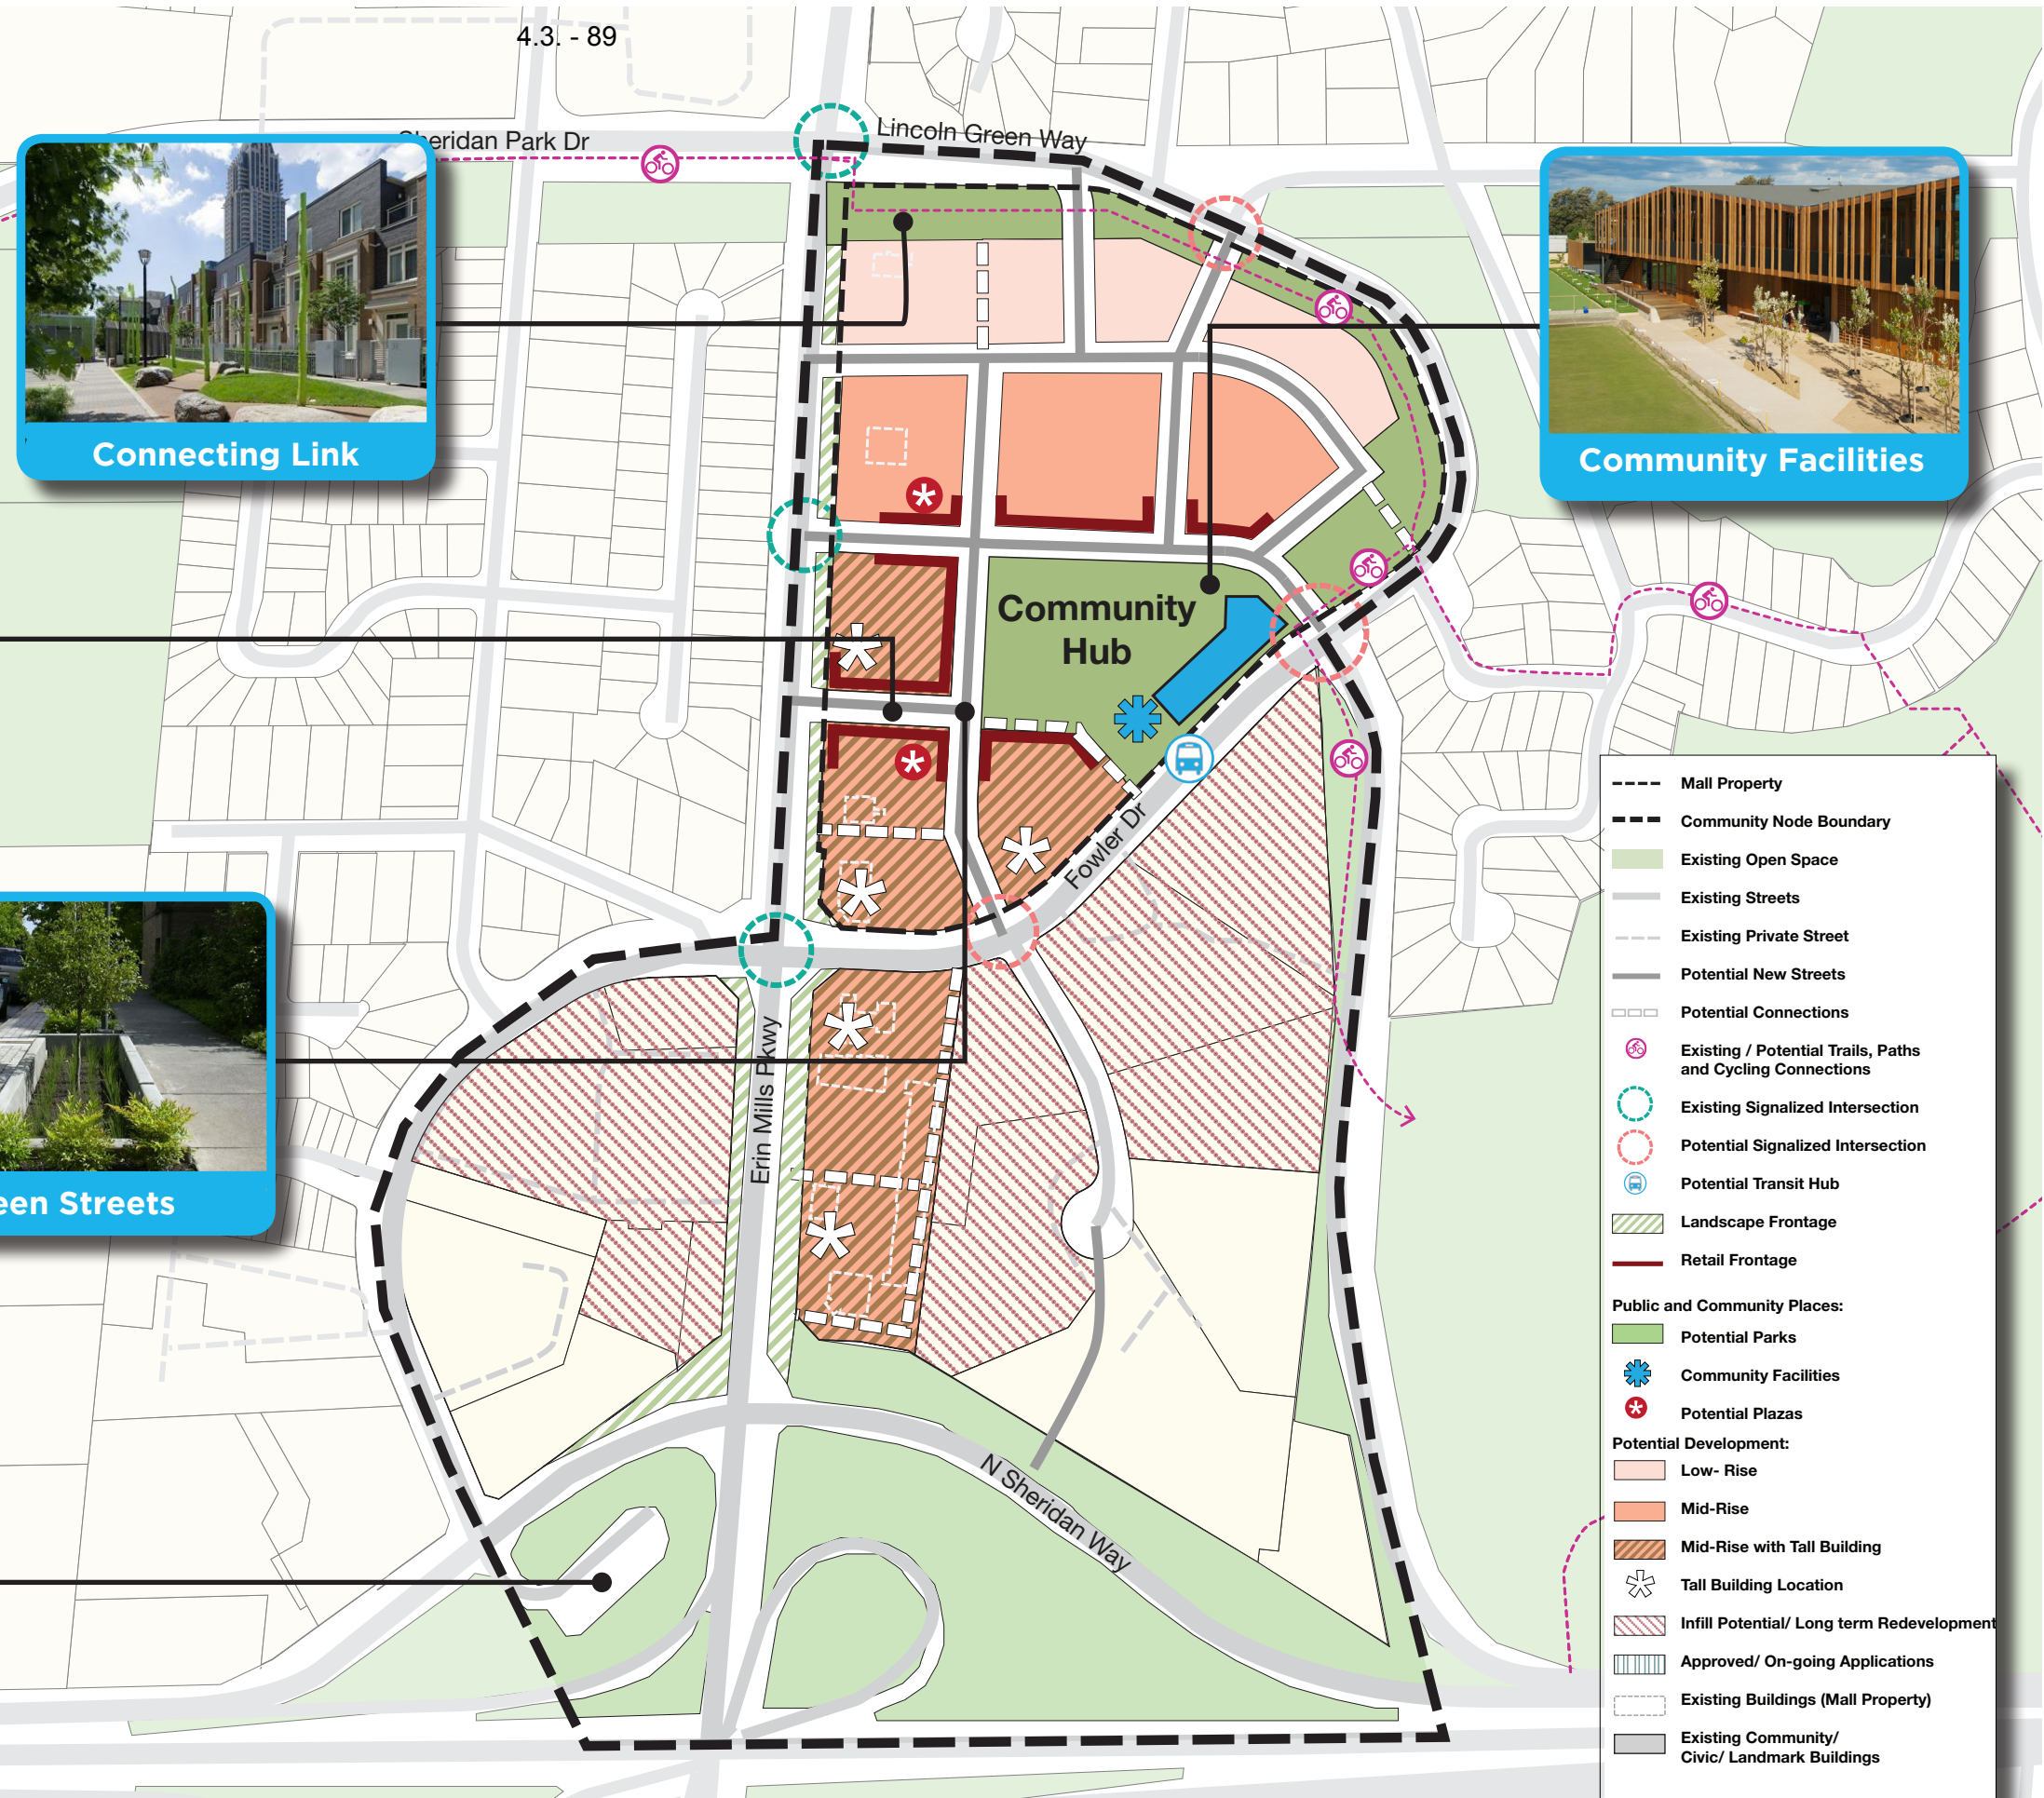 4.3. - 89
Sheridan Park Dr
Lincoln Green Way
Connecting Link
Community Facilities
Community
Hub
Fowler Dr
Erin Mills Pkwy
een Streets
N Sheridan Way
Mall Property
Community Node Boundary
Existing Open Space
Existing Streets
Existing Private Street
Potential New Streets
Potential Connections
Existing / Potential Trails, Paths
and Cycling Connections
Existing Signalized Intersection
Potential Signalized Intersection
Potential Transit Hub
Landscape Frontage
Retail Frontage
Public and Community Places:
Potential Parks
Community Facilities
Potential Plazas
Potential Development:
Low- Rise
Mid-Rise
Mid-Rise with Tall Building
Tall Building Location
Infill Potential/ Long term Redevelopment
Approved/ On-going Applications
Existing Buildings (Mall Property)
Existing Community/
Civic/ Landmark Buildings